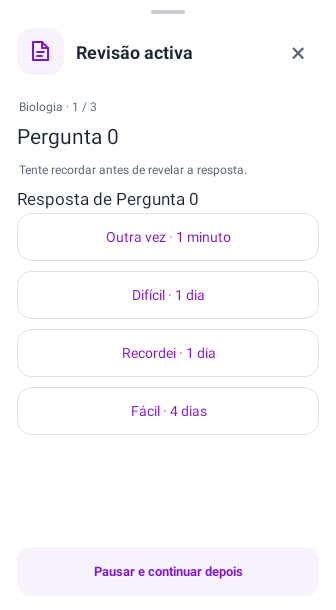 Revisão activa
Biologia · 1 / 3
Pergunta 0
Tente recordar antes de revelar a resposta.
Resposta de Pergunta 0
Outra vez · 1 minuto
Difícil · 1 dia
Recordei · 1 dia
Fácil · 4 dias
Pausar e continuar depois